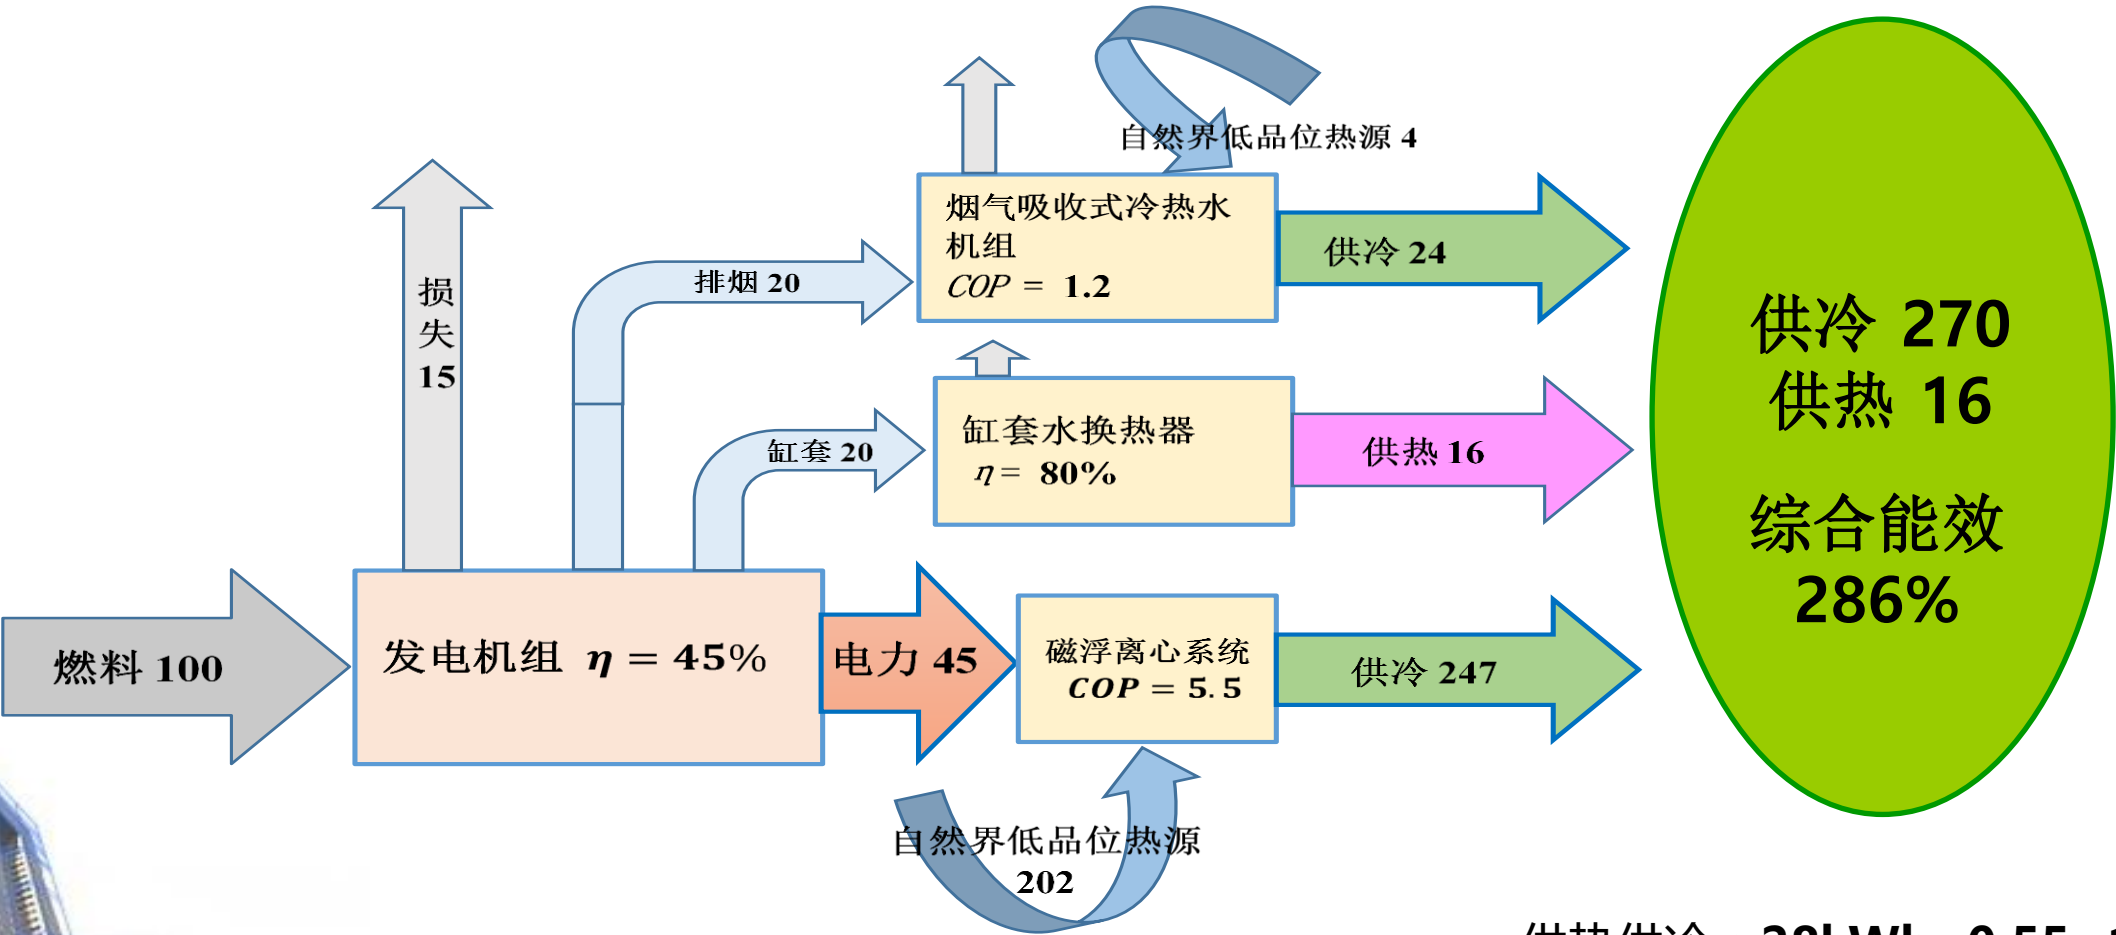 自然界低品位热源 4
烟气吸收式冷热水
机组
COP = 1.2
供冷 24
排烟 20
损
失
15
缸套水换热器
η = 80%
缸套 20
供热 16
燃料 100
发电机组 η = 45%
电力 45
磁浮离心系统
COP = 5.5
供冷 247
自然界低品位热源
202
供冷 270
供热 16
综合能效
286%